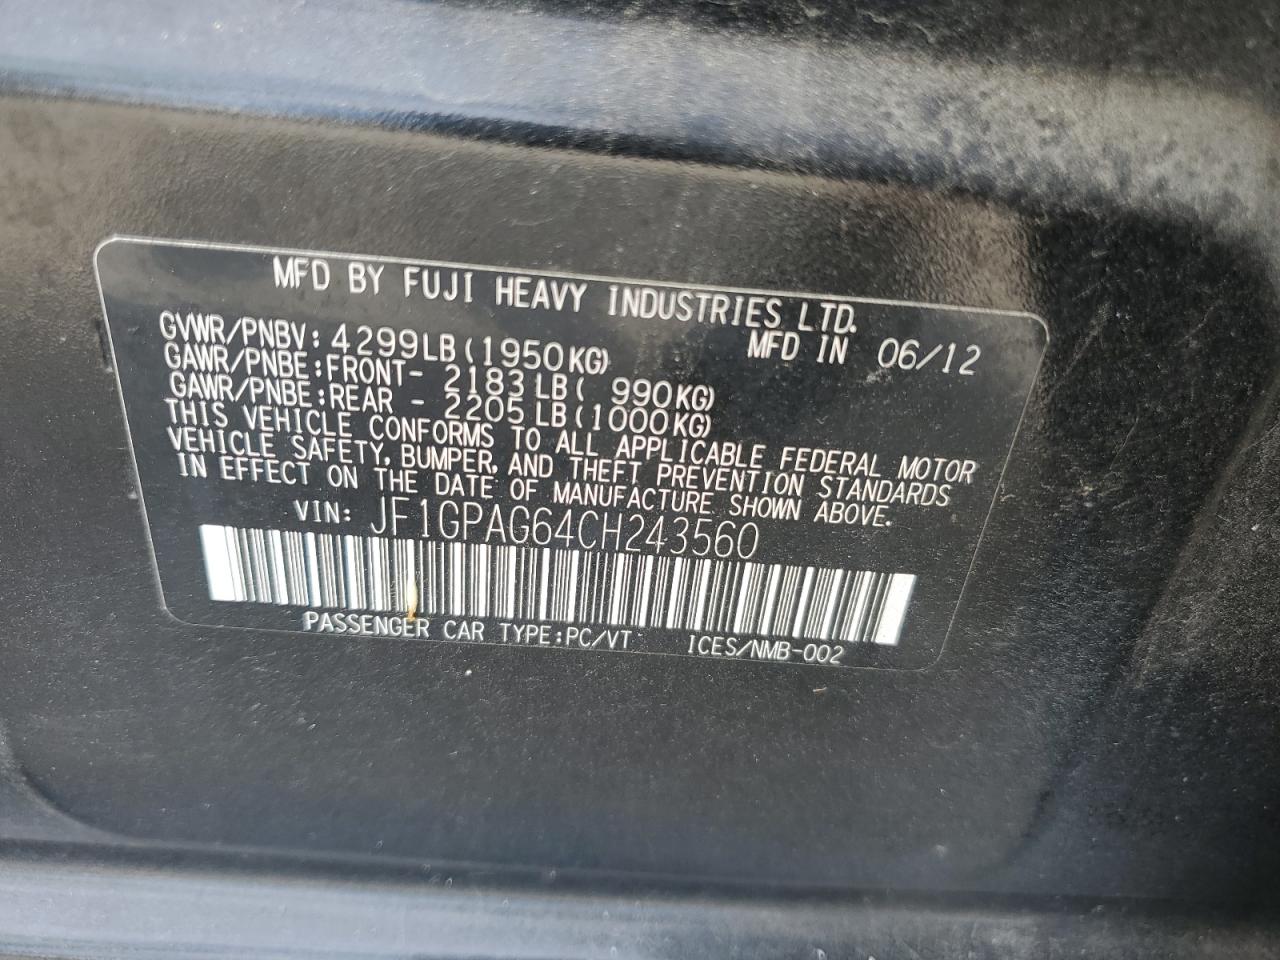 MFD BY FUJI HEAVY INDUSTRIES LTD.
GVWR/PNBV: 4299LB(1950KG) MFD IN 06/12
GAWR/PNBE:FRONT- 2183LB( 990KG)
GAWR/PNBE:REAR - 2205LB(1000KG)
THIS VEHICLE CONFORMS TO ALL APPLICABLE FEDERAL MOTOR
VEHICLE SAFETY, BUMPER, AND THEFT PREVENTION STANDARDS
IN EFFECT ON THE DATE OF MANUFACTURE SHOWN ABOVE.
VIN: JF1GPAG64CH243560
PASSENGER CAR TYPE:PC/VT ICES/NMB-002